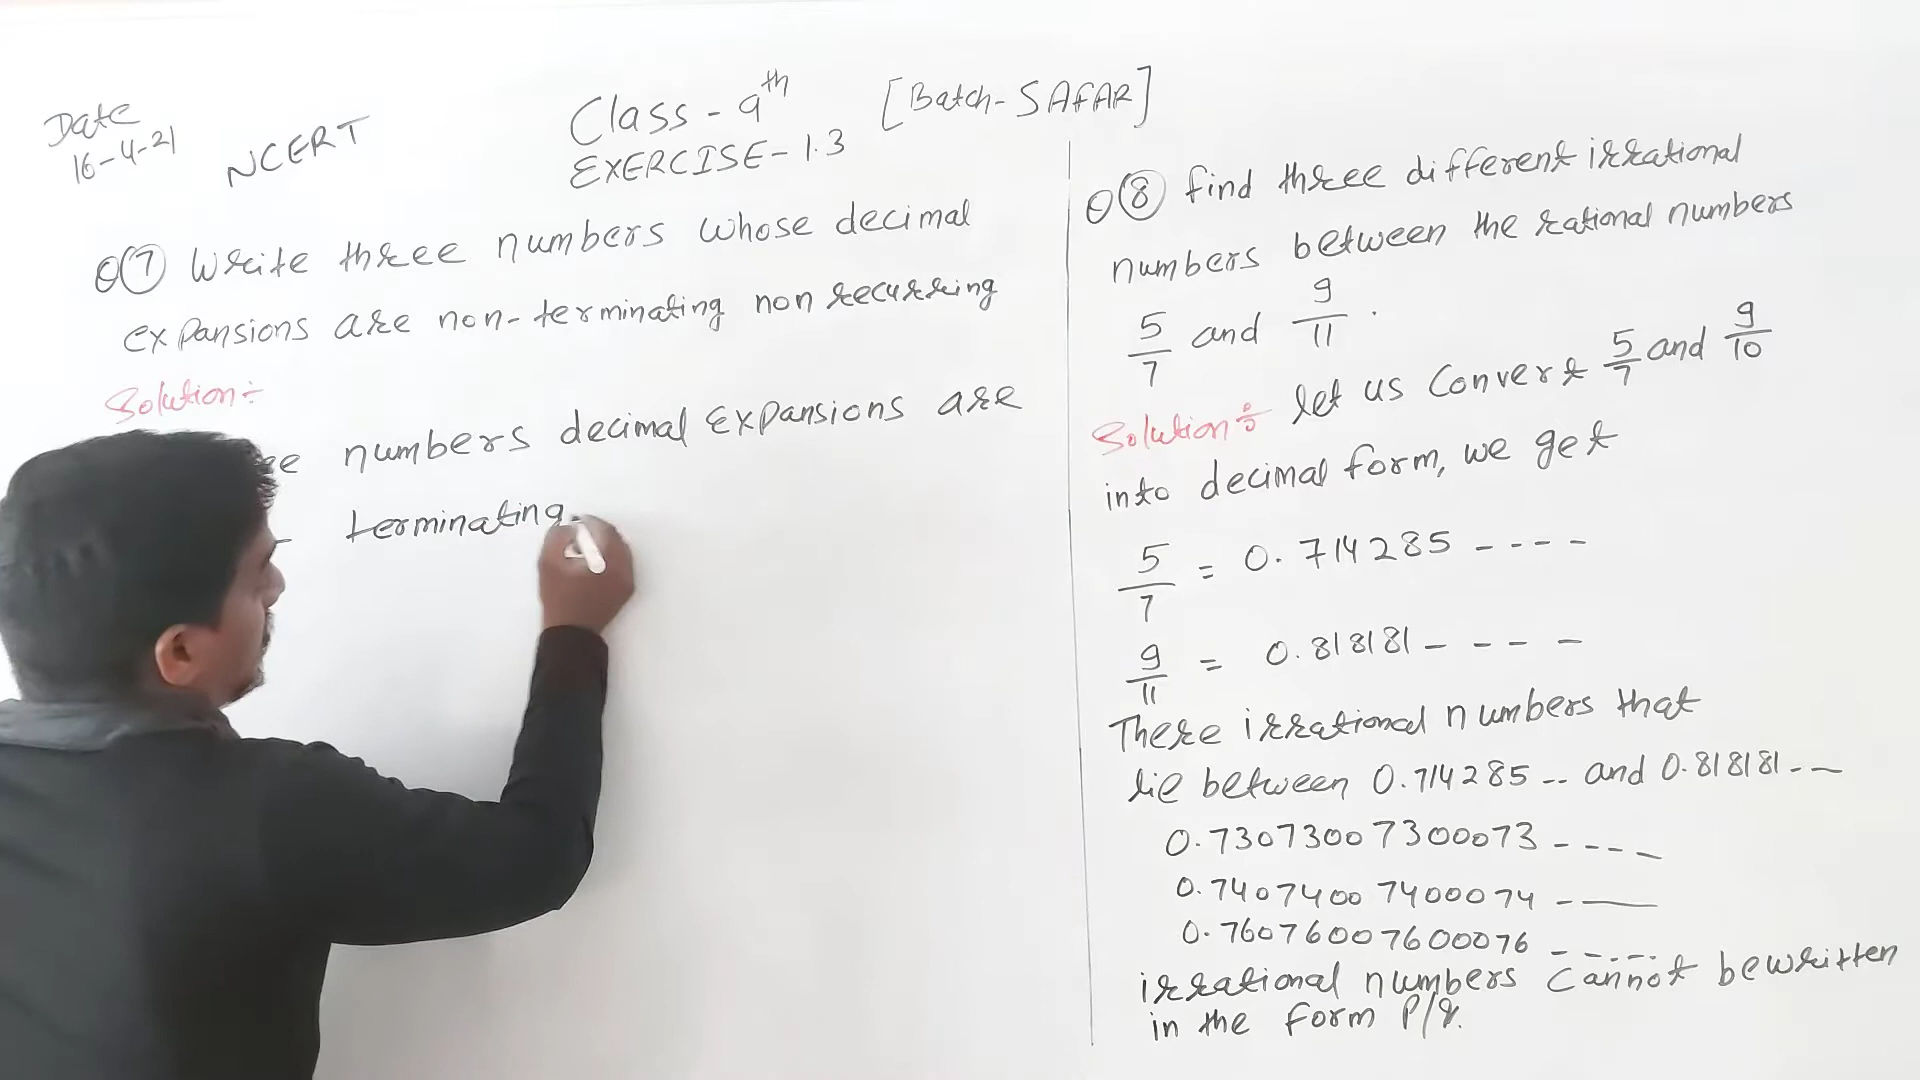 Date
16-4-21
NCERT
Class - 9th [Batch- SAFAR]
EXERCISE - 1.3
Q 7 Write three numbers whose decimal
expansions are non-terminating non recurring
Solution÷
numbers decimal Expansions are
terminating
Q 8 find three different irrational
numbers between the rational numbers
5/7 and 9/11 .
Solution÷ let us Convert 5/7 and 9/10
into decimal form, we get
5/7 = 0.714285 ----
9/11 = 0.818181 ----
There irrational numbers that
lie between 0.714285 -- and 0.818181 --
0.73073007300073 ----
0.74074007400074 --
0.76076007600076 -----
irrational numbers Cannot be written
in the form P/q.